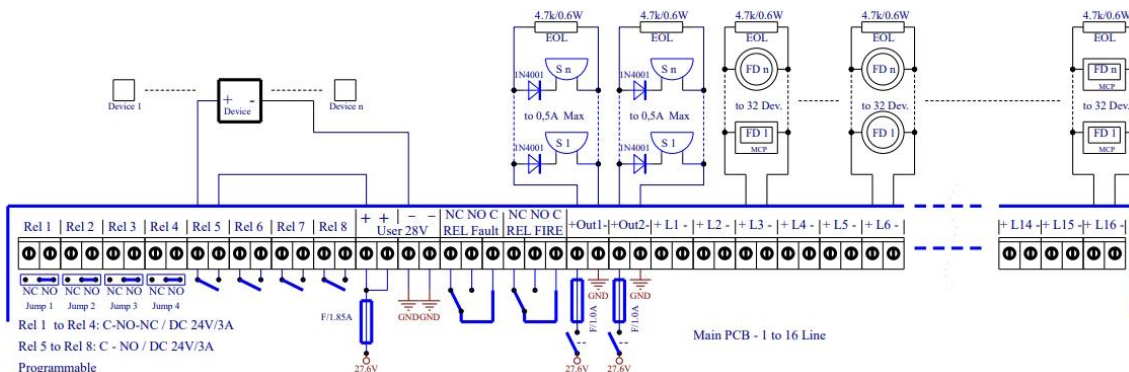 4.7k/0.6W 4.7k/0.6W 4.7k/0.6W 4.7k/0.6W 4.7k/0.6W
EOL EOL EOL EOL EOL
1N4001 S n 1N4001 S n FD n FD n FD n
MCP
Device 1 + - Device Device n
to 0,5A Max to 0,5A Max to 32 Dev. to 32 Dev. to 32 Dev.
1N4001 S 1 1N4001 S 1 FD 1 FD 1 FD 1
MCP MCP
Rel 1 Rel 2 Rel 3 Rel 4 Rel 5 Rel 6 Rel 7 Rel 8 + + - - NC NO C NC NO C +Out1- +Out2- + L1 - + L2 - + L3 - + L4 - + L5 - + L6 - + L14 - + L15 - + L16 -
User 28V REL Fault REL FIRE
NC NO NC NO NC NO NC NO
Jump 1 Jump 2 Jump 3 Jump 4
GND GND GND GND
F/1.85A F/1.0A F/1.0A
Rel 1 to Rel 4: C-NO-NC / DC 24V/3A
Main PCB - 1 to 16 Line
Rel 5 to Rel 8: C - NO / DC 24V/3A
Programmable
27.6V 27.6V 27.6V